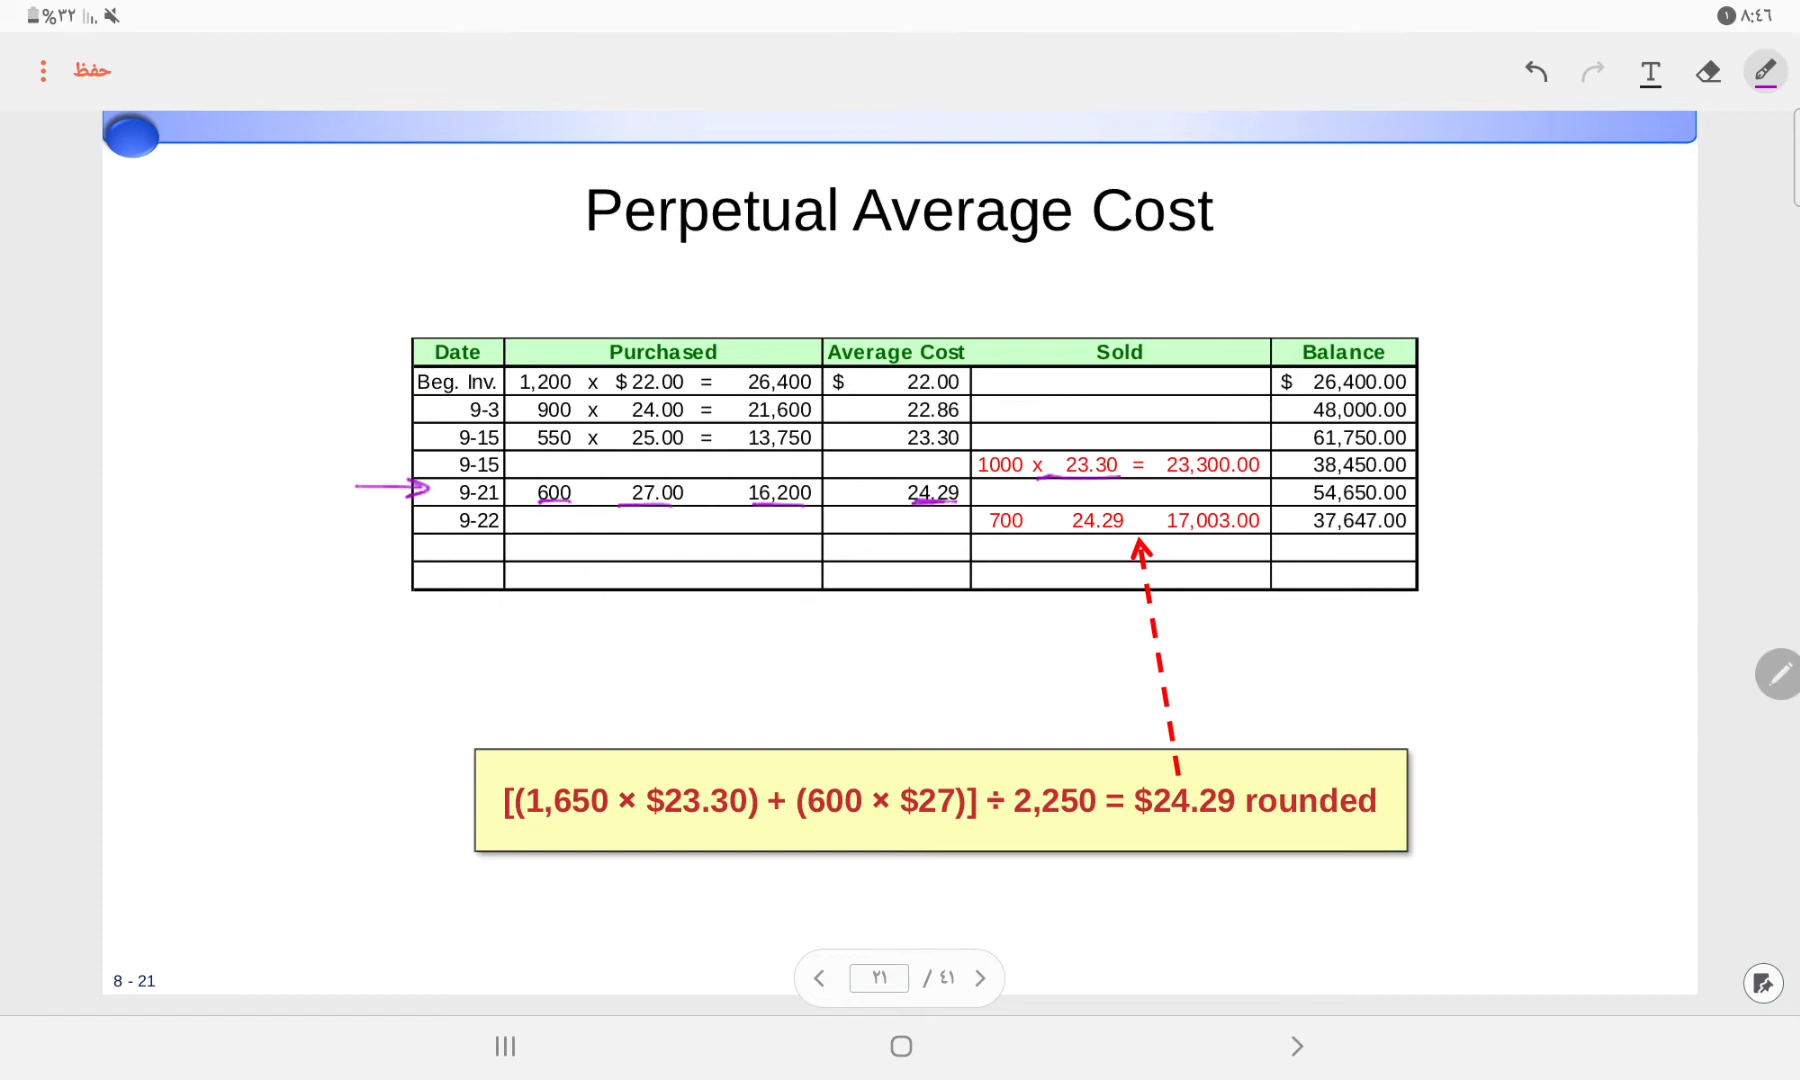 %٣٢
١ ٨:٤٦
حفظ
T
Perpetual Average Cost
Date Purchased Average Cost Sold Balance
Beg. Inv. 1,200 x $ 22.00 = 26,400 $ 22.00 $ 26,400.00
9-3 900 x 24.00 = 21,600 22.86 48,000.00
9-15 550 x 25.00 = 13,750 23.30 61,750.00
9-15 1000 x 23.30 = 23,300.00 38,450.00
9-21 600 27.00 16,200 24.29 54,650.00
9-22 700 24.29 17,003.00 37,647.00
[(1,650 × $23.30) + (600 × $27)] ÷ 2,250 = $24.29 rounded
8 - 21
٢١ / ٤١